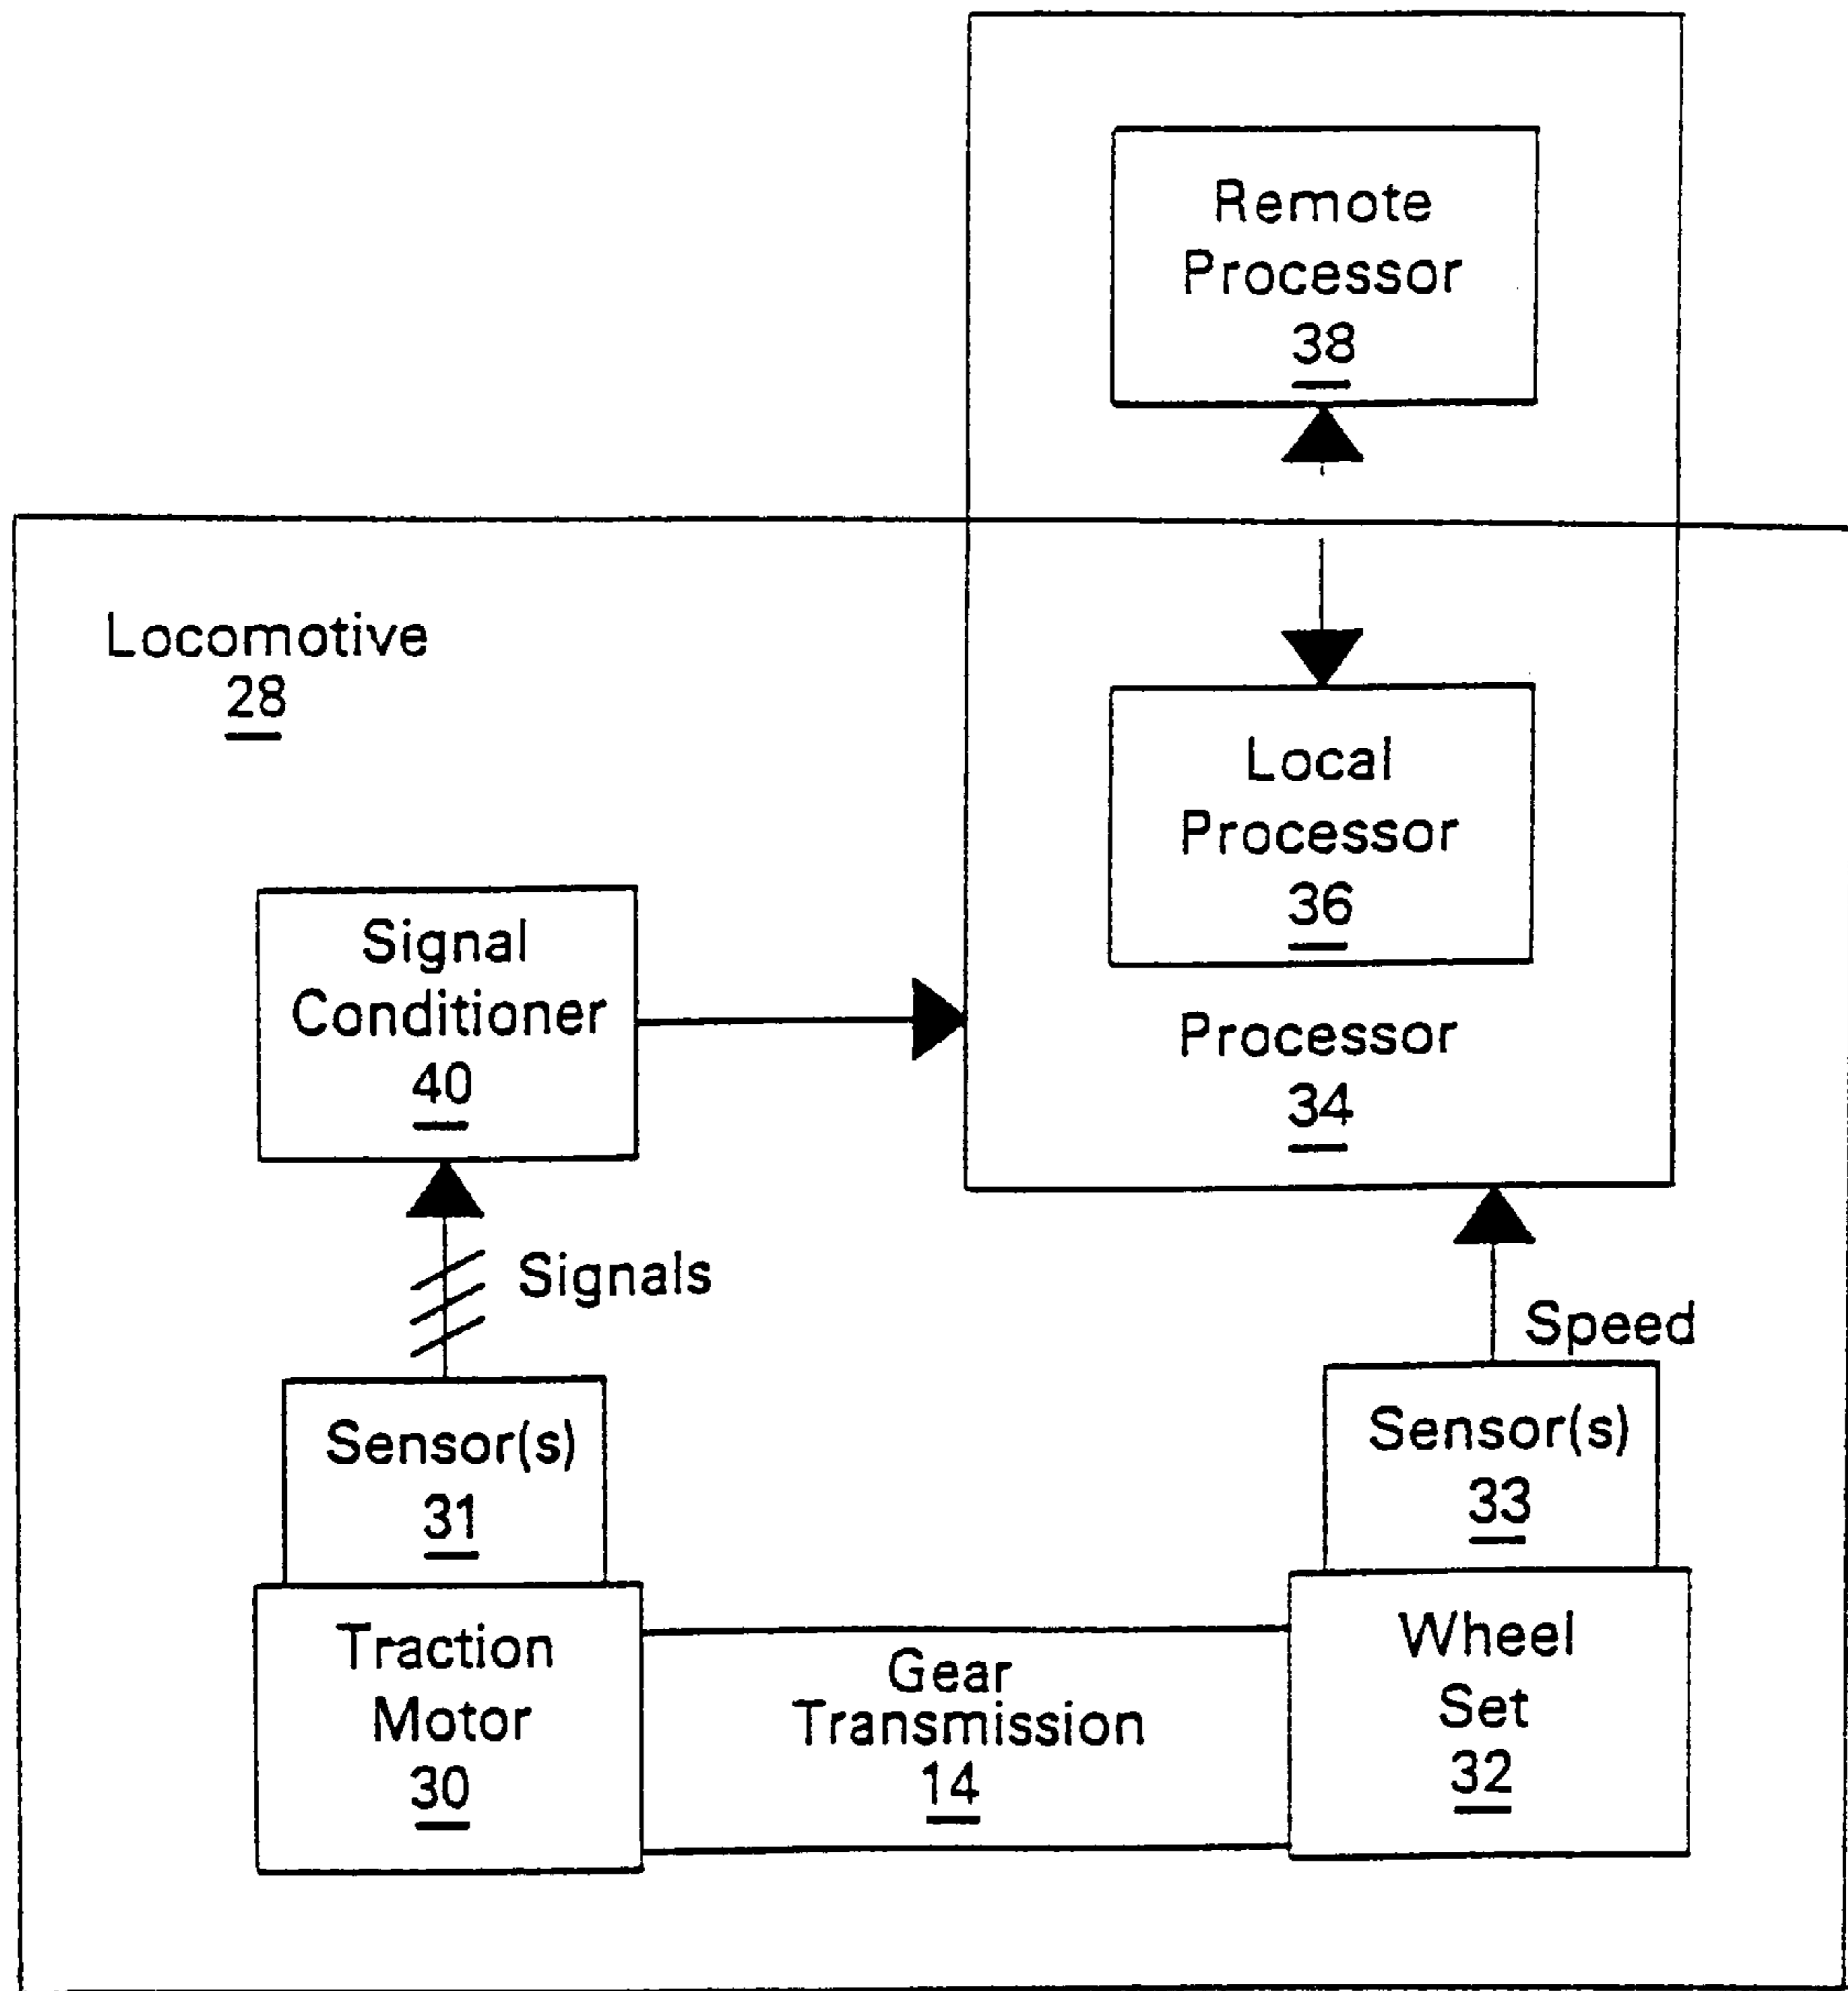 Remote
Processor
38
Locomotive
28
Local
Processor
36
Signal
Conditioner
40
Processor
34
Signals
Speed
Sensor(s)
31
Sensor(s)
33
Traction
Motor
30
Gear
Transmission
14
Wheel
Set
32